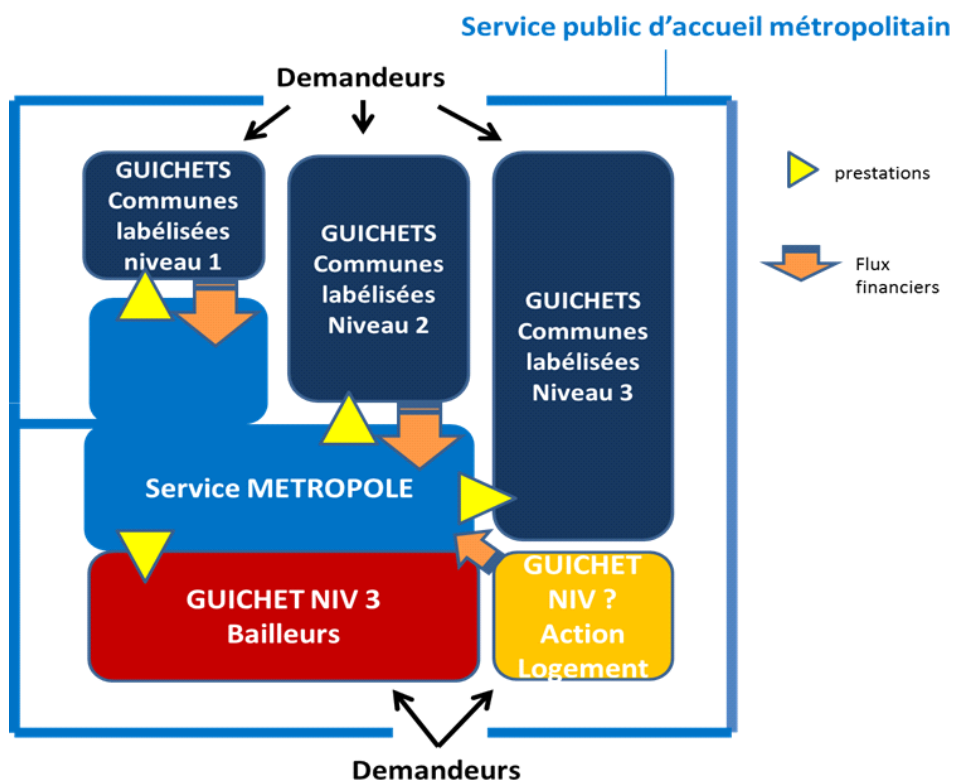 Service public d'accueil métropolitain
Demandeurs
GUICHETS
Communes
labélisées
niveau 1
GUICHETS
Communes
labélisées
Niveau 2
GUICHETS
Communes
labélisées
Niveau 3
prestations
Flux
financiers
Service METROPOLE
GUICHET NIV 3
Bailleurs
GUICHET
NIV ?
Action
Logement
Demandeurs